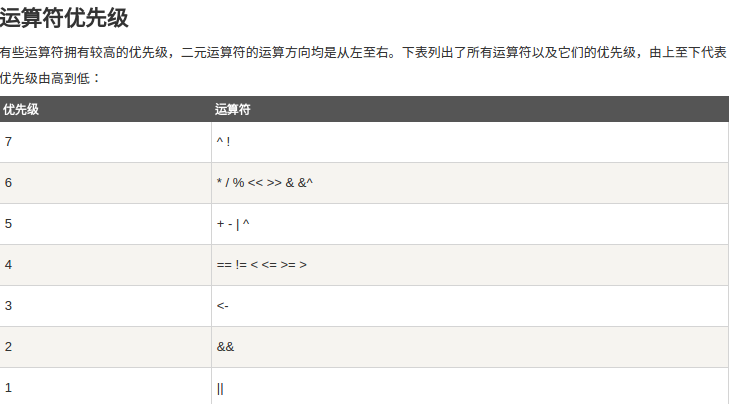 运算符优先级
有些运算符拥有较高的优先级，二元运算符的运算方向均是从左至右。下表列出了所有运算符以及它们的优先级，由上至下代表
优先级由高到低：
优先级 运算符
7 ^ !
6 * / % << >> & &^
5 + - | ^
4 == != < <= >= >
3 <-
2 &&
1 ||